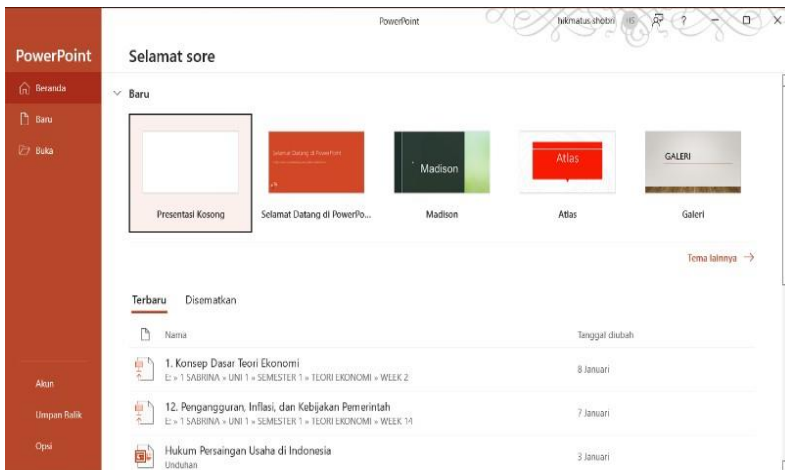 PowerPoint
hikmatus shobri HS ?
PowerPoint
Selamat sore
Beranda
Baru
Baru
Buka
Selamat Datang di PowerPoint
Madison
Atlas
GALERI
Presentasi Kosong
Selamat Datang di PowerPo...
Madison
Atlas
Galeri
Tema lainnya
Terbaru Disematkan
Nama Tanggal diubah
1. Konsep Dasar Teori Ekonomi
E: » 1 SABRINA » UNI 1 » SEMESTER 1 » TEORI EKONOMI » WEEK 2
8 Januari
12. Pengangguran, Inflasi, dan Kebijakan Pemerintah
E: » 1 SABRINA » UNI 1 » SEMESTER 1 » TEORI EKONOMI » WEEK 14
7 Januari
Hukum Persaingan Usaha di Indonesia
Unduhan
3 Januari
Akun
Umpan Balik
Opsi